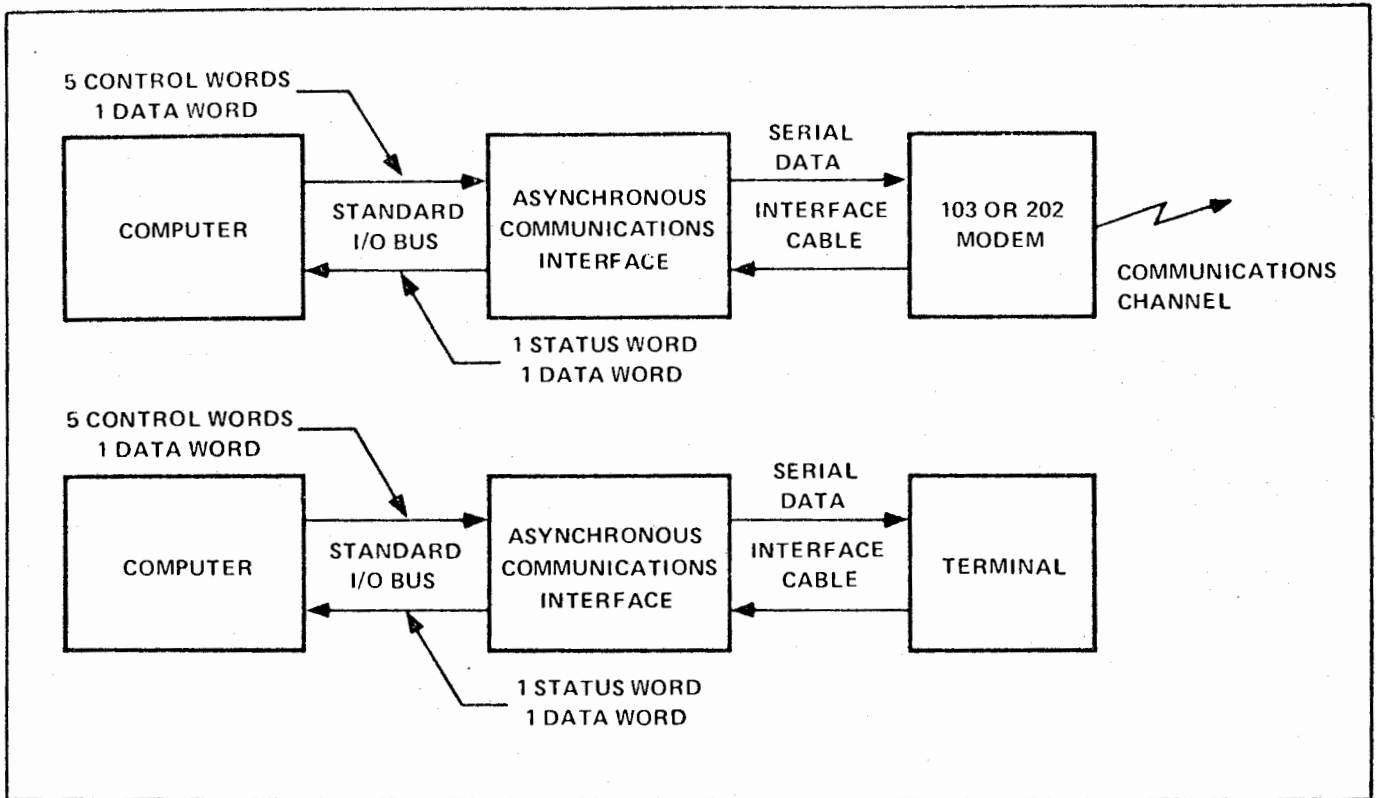 5 CONTROL WORDS
1 DATA WORD
COMPUTER
STANDARD
I/O BUS
1 STATUS WORD
1 DATA WORD
ASYNCHRONOUS
COMMUNICATIONS
INTERFACE
SERIAL
DATA
INTERFACE
CABLE
103 OR 202
MODEM
COMMUNICATIONS
CHANNEL
5 CONTROL WORDS
1 DATA WORD
COMPUTER
STANDARD
I/O BUS
1 STATUS WORD
1 DATA WORD
ASYNCHRONOUS
COMMUNICATIONS
INTERFACE
SERIAL
DATA
INTERFACE
CABLE
TERMINAL